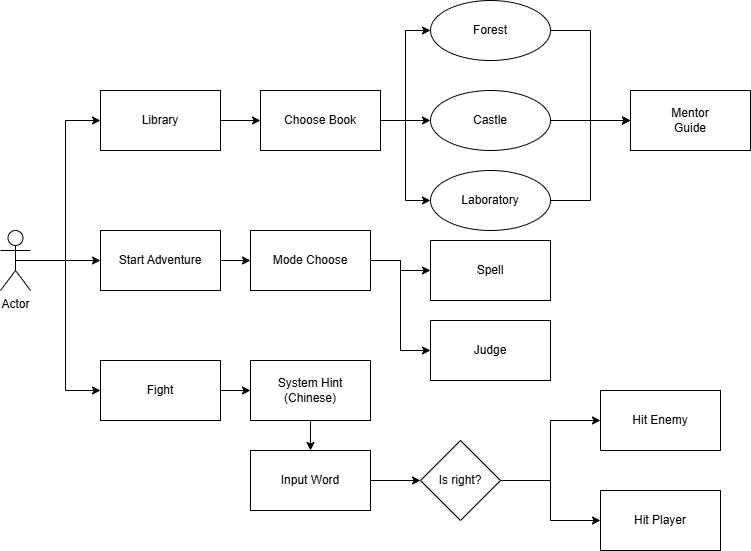 Forest
Library
Choose Book
Castle
Mentor
Guide
Laboratory
Actor
Start Adventure
Mode Choose
Spell
Judge
Fight
System Hint
(Chinese)
Input Word
Is right?
Hit Enemy
Hit Player